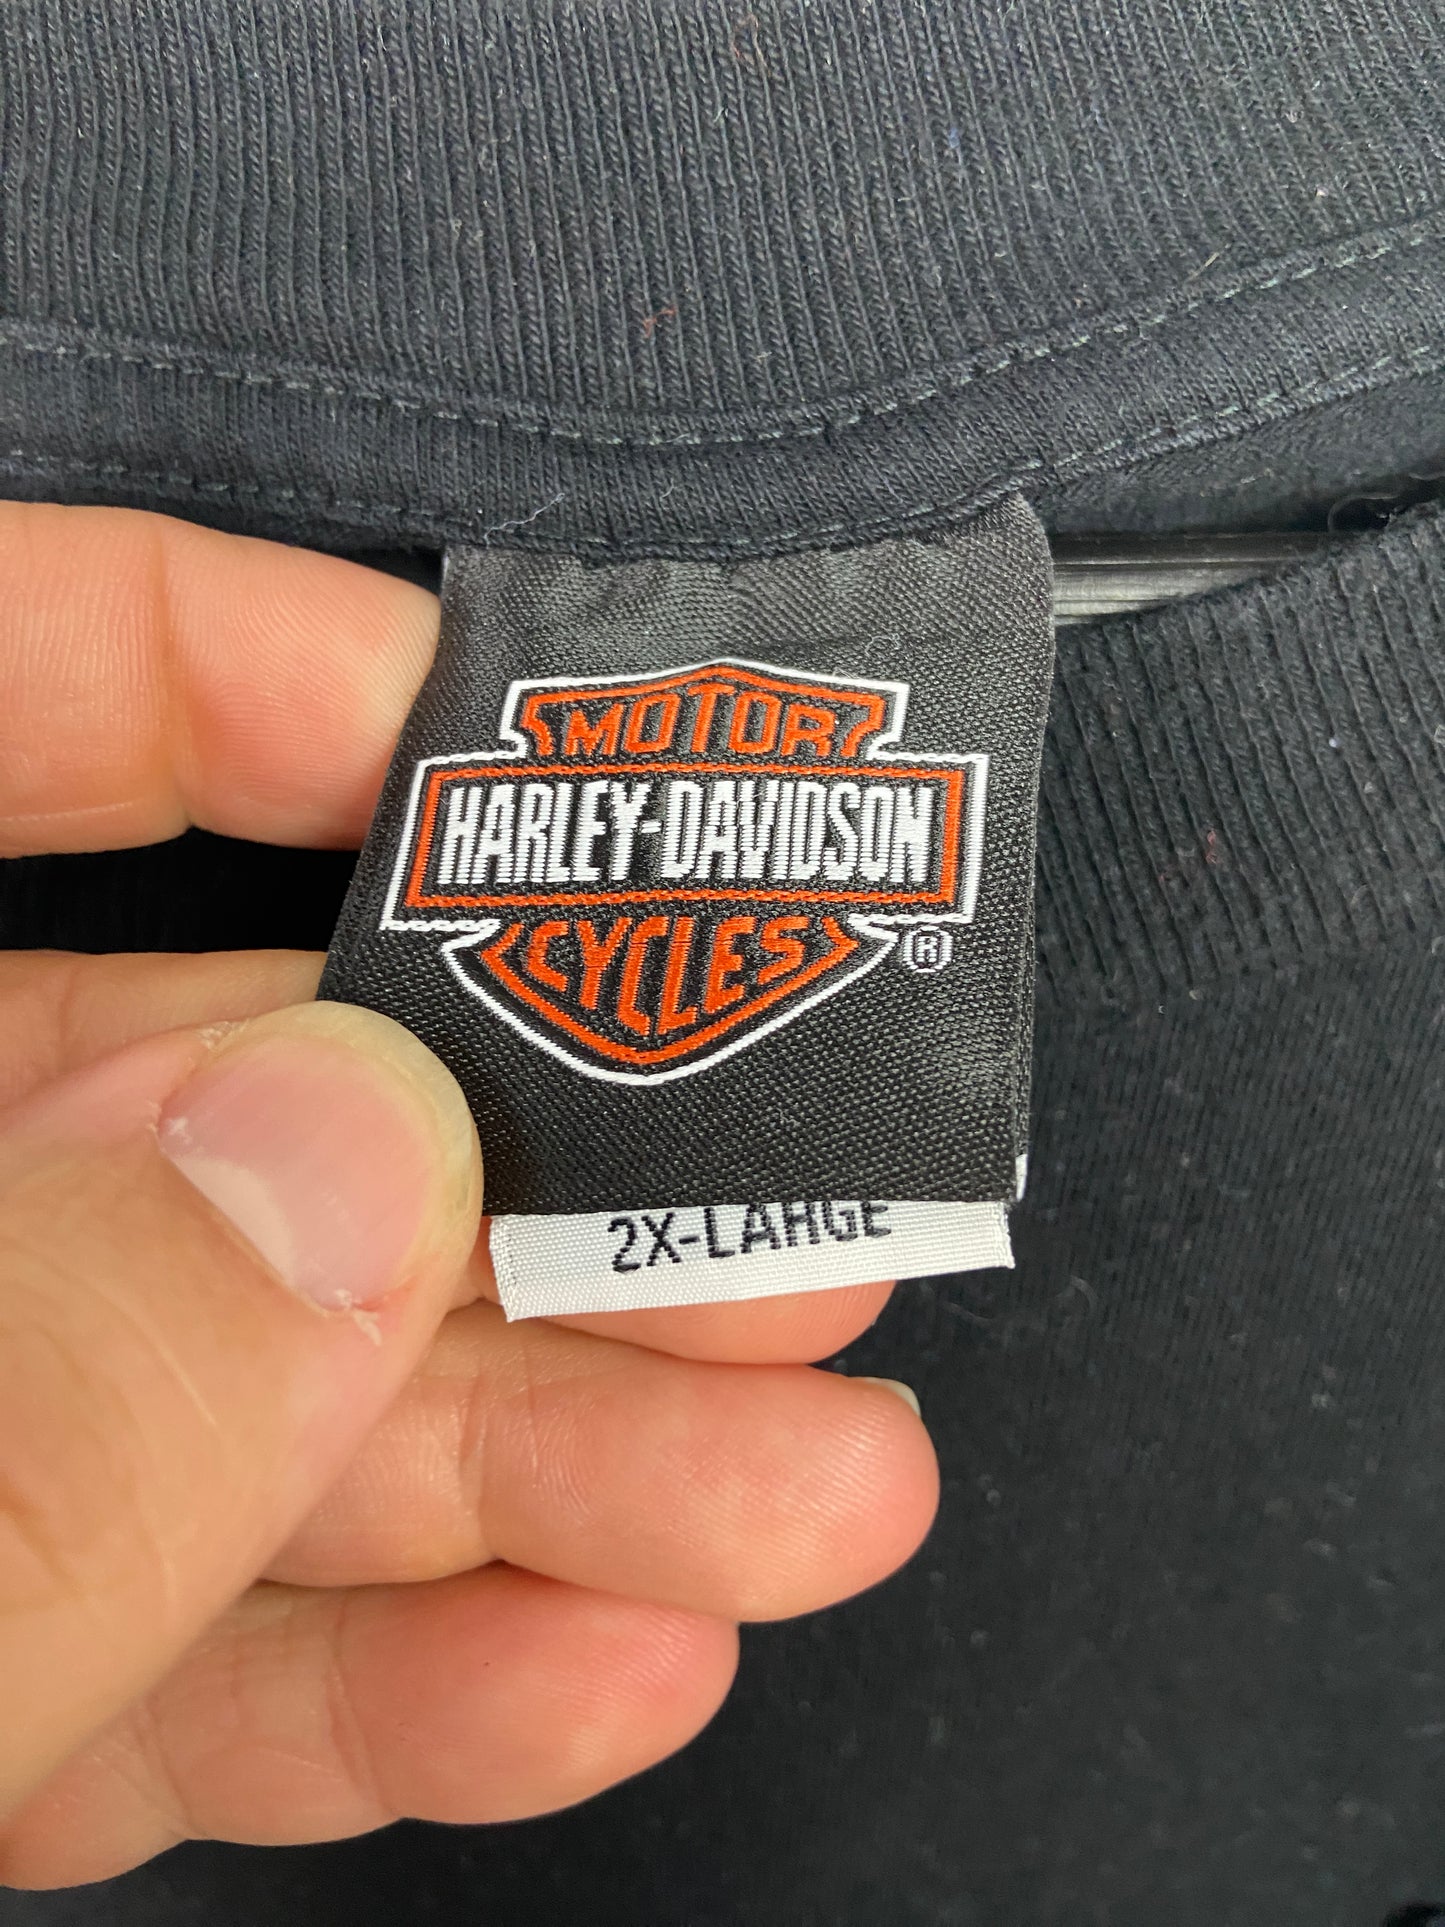 MOTOR
HARLEY-DAVIDSON
CYCLES
®
2X-LARGE